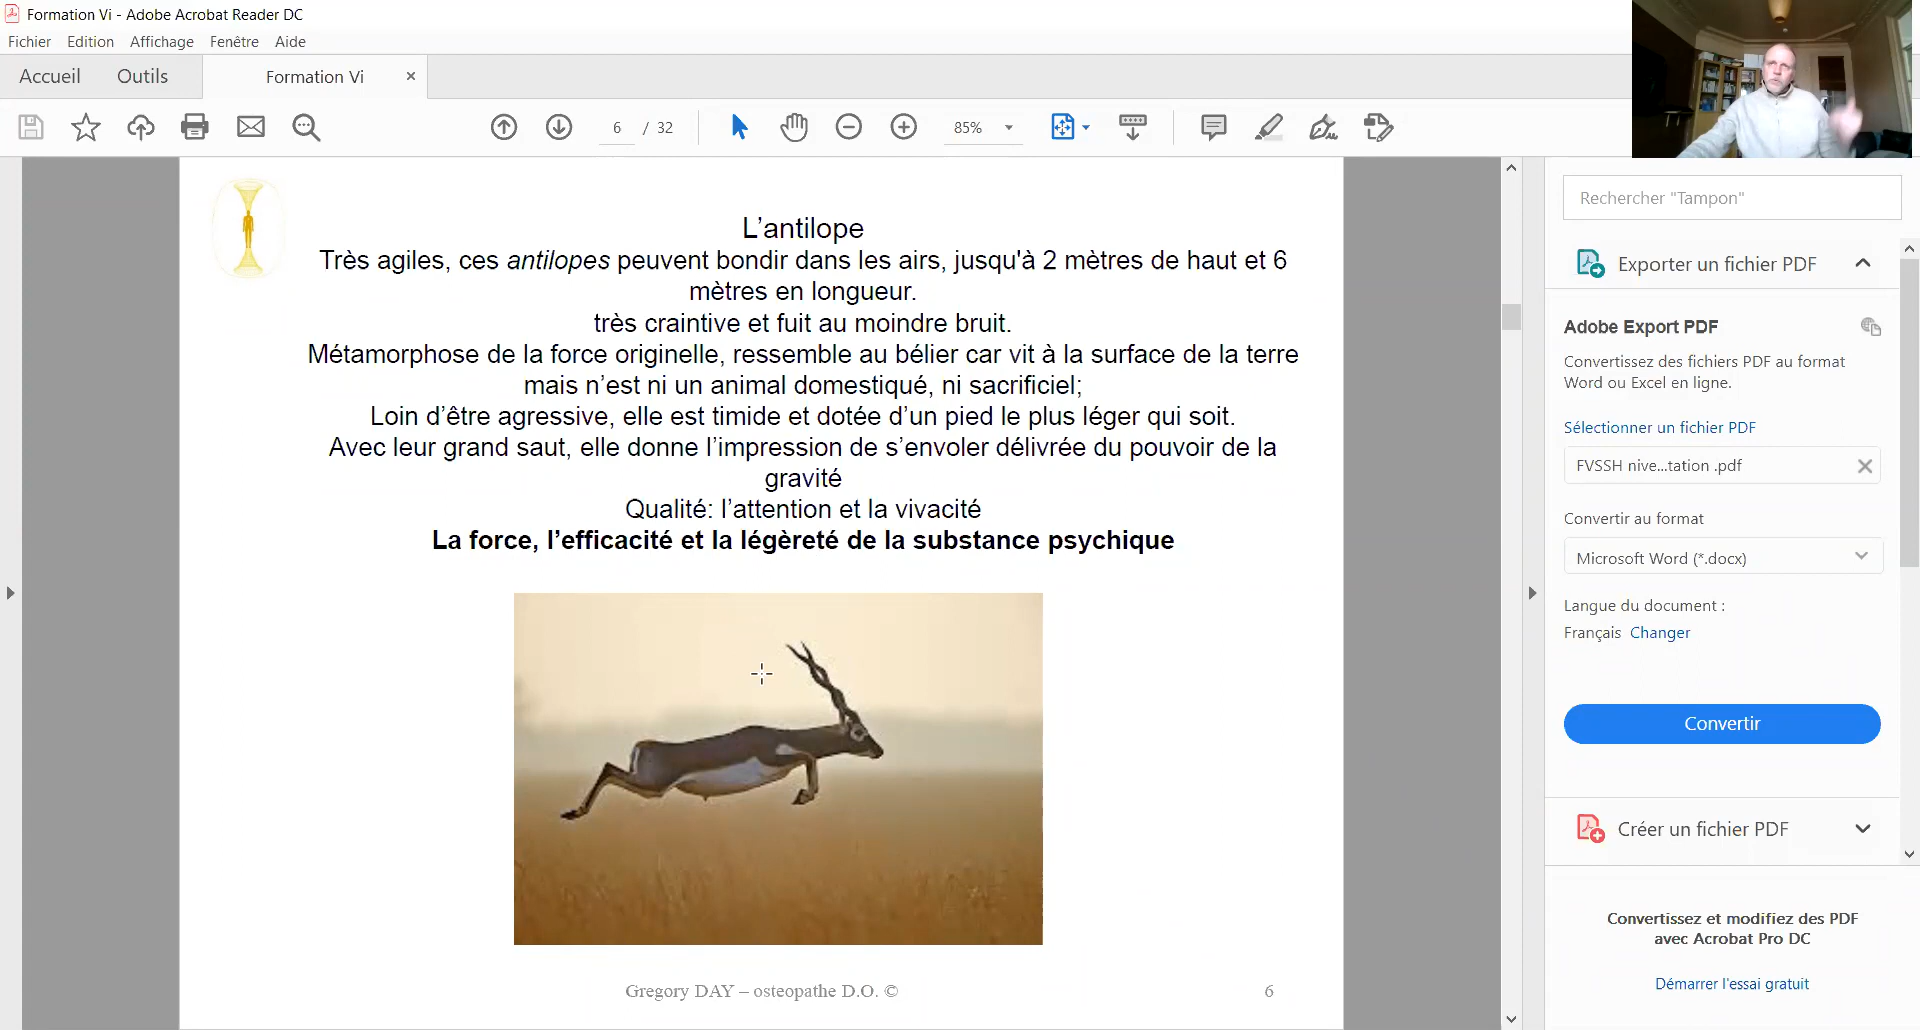 Formation Vi - Adobe Acrobat Reader DC
Fichier Edition Affichage Fenêtre Aide
Accueil Outils Formation Vi ×
6 / 32 85%
L’antilope
Très agiles, ces antilopes peuvent bondir dans les airs, jusqu'à 2 mètres de haut et 6
mètres en longueur.
très craintive et fuit au moindre bruit.
Métamorphose de la force originelle, ressemble au bélier car vit à la surface de la terre
mais n’est ni un animal domestiqué, ni sacrificiel;
Loin d’être agressive, elle est timide et dotée d’un pied le plus léger qui soit.
Avec leur grand saut, elle donne l’impression de s’envoler délivrée du pouvoir de la
gravité
Qualité: l’attention et la vivacité
La force, l’efficacité et la légèreté de la substance psychique
Gregory DAY – osteopathe D.O. © 6
Rechercher "Tampon"
Exporter un fichier PDF
Adobe Export PDF
Convertissez des fichiers PDF au format
Word ou Excel en ligne.
Sélectionner un fichier PDF
FVSSH nive...tation .pdf
Convertir au format
Microsoft Word (*.docx)
Langue du document :
Français Changer
Convertir
Créer un fichier PDF
Convertissez et modifiez des PDF
avec Acrobat Pro DC
Démarrer l'essai gratuit